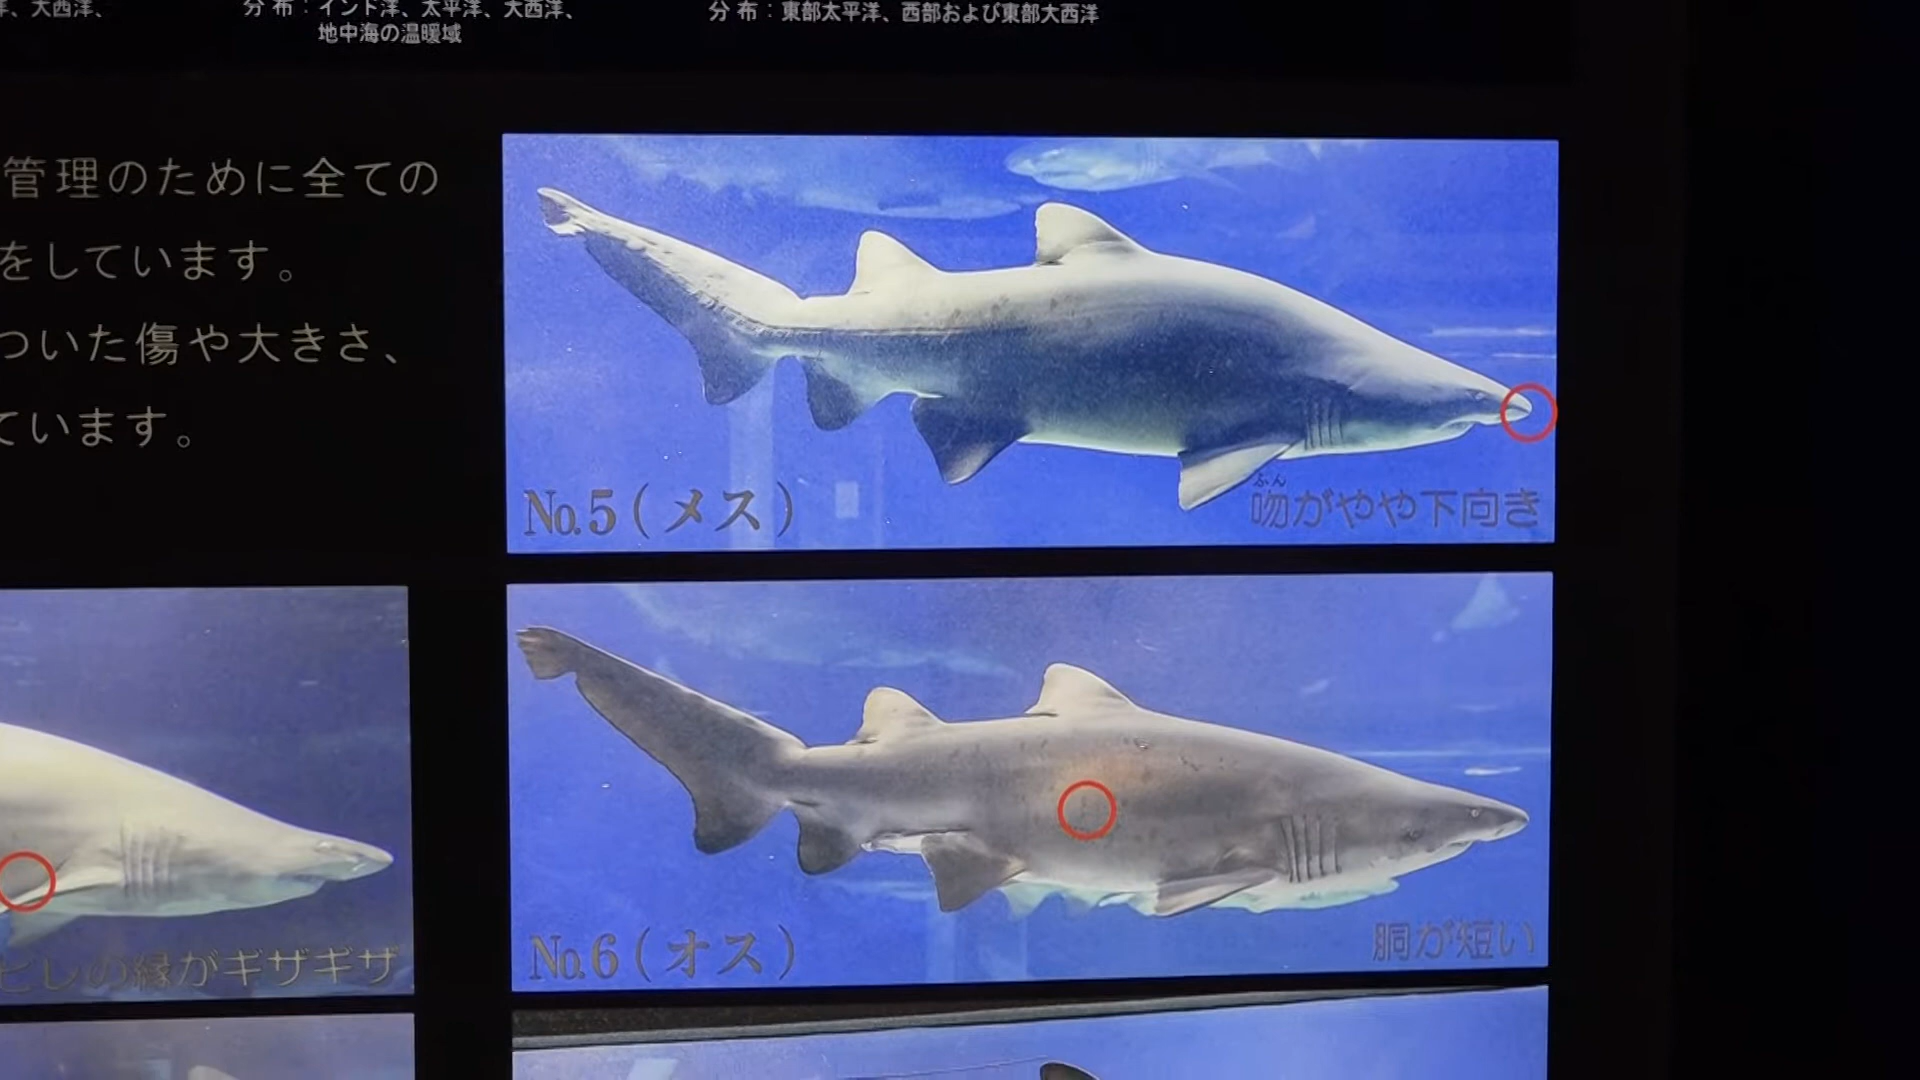 、大西洋、
分布：インド洋、太平洋、大西洋、
地中海の温暖域
分布：東部太平洋、西部および東部大西洋
管理のために全ての
をしています。
ついた傷や大きさ、
ています。
No.5(メス)
ふん
吻がやや下向き
No.6(オス)
胴が短い
ビレの縁がギザギザ